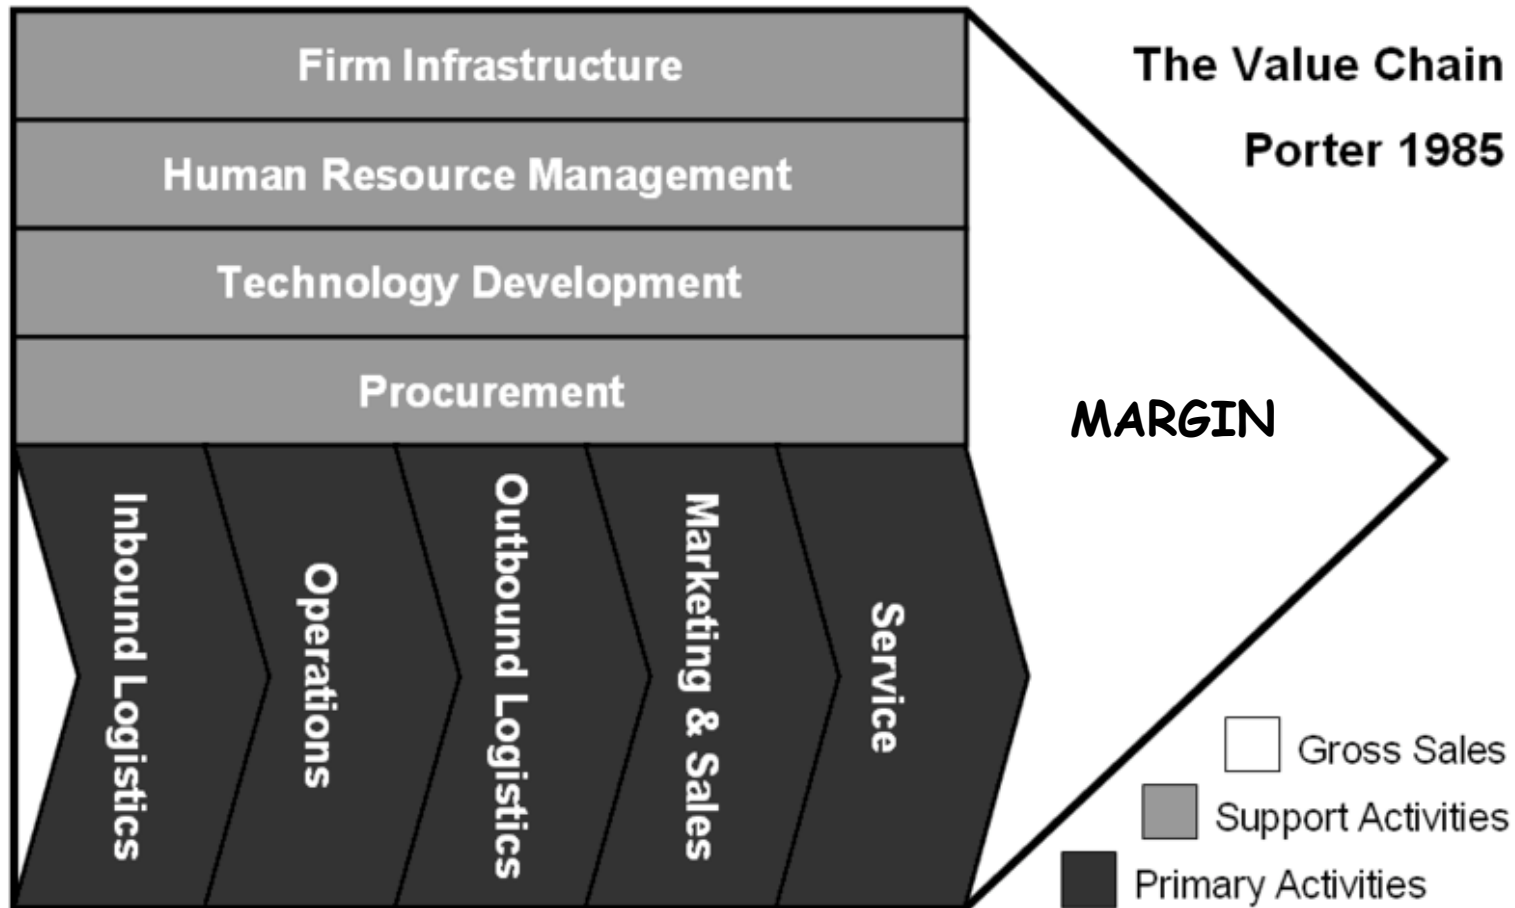 Firm Infrastructure
The Value Chain
Porter 1985
Human Resource Management
Technology Development
Procurement
MARGIN
Inbound Logistics
Operations
Outbound Logistics
Marketing & Sales
Service
Gross Sales
Support Activities
Primary Activities